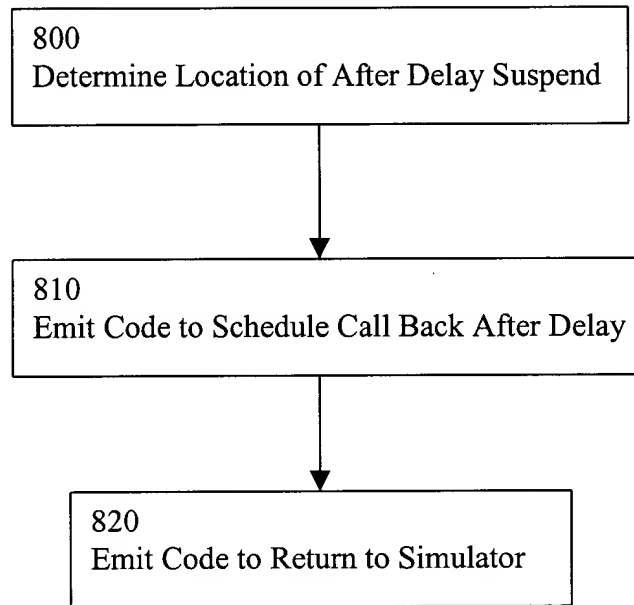 800
Determine Location of After Delay Suspend
810
Emit Code to Schedule Call Back After Delay
820
Emit Code to Return to Simulator